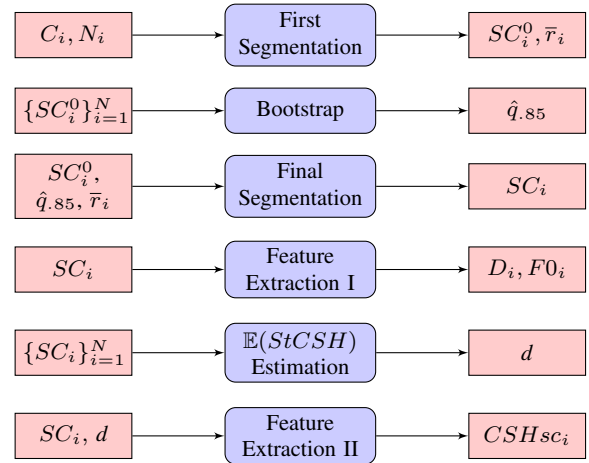 C_i, N_i
First
Segmentation
SC_i^0, r̅_i
{SC_i^0}_{i=1}^N
Bootstrap
q̂_{.85}
SC_i^0,
q̂_{.85}, r̅_i
Final
Segmentation
SC_i
SC_i
Feature
Extraction I
D_i, F0_i
{SC_i}_{i=1}^N
𝔼(StCSH)
Estimation
d
SC_i, d
Feature
Extraction II
CSHsc_i